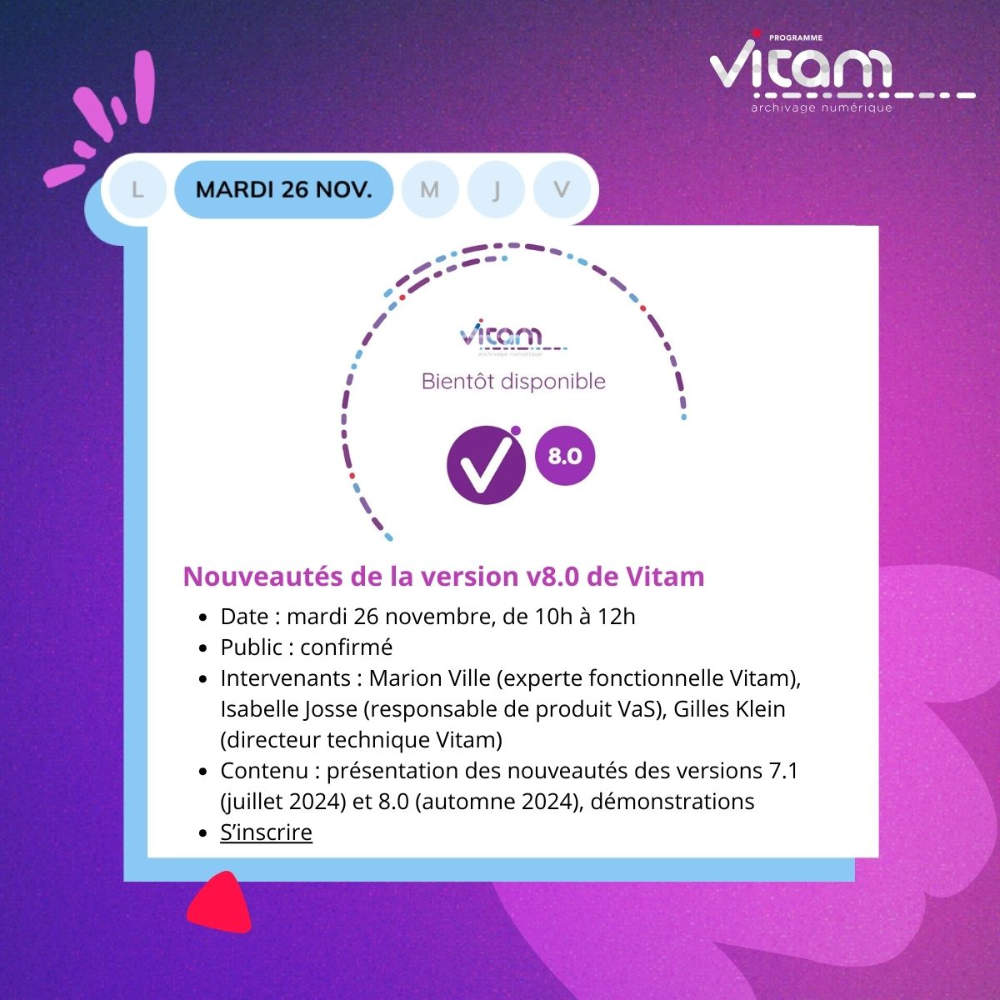 PROGRAMME
vitam
archivage numérique
L MARDI 26 NOV. M J V
vitam
archivage numérique
Bientôt disponible
8.0
Nouveautés de la version v8.0 de Vitam
• Date : mardi 26 novembre, de 10h à 12h
• Public : confirmé
• Intervenants : Marion Ville (experte fonctionnelle Vitam),
Isabelle Josse (responsable de produit VaS), Gilles Klein
(directeur technique Vitam)
• Contenu : présentation des nouveautés des versions 7.1
(juillet 2024) et 8.0 (automne 2024), démonstrations
• S’inscrire